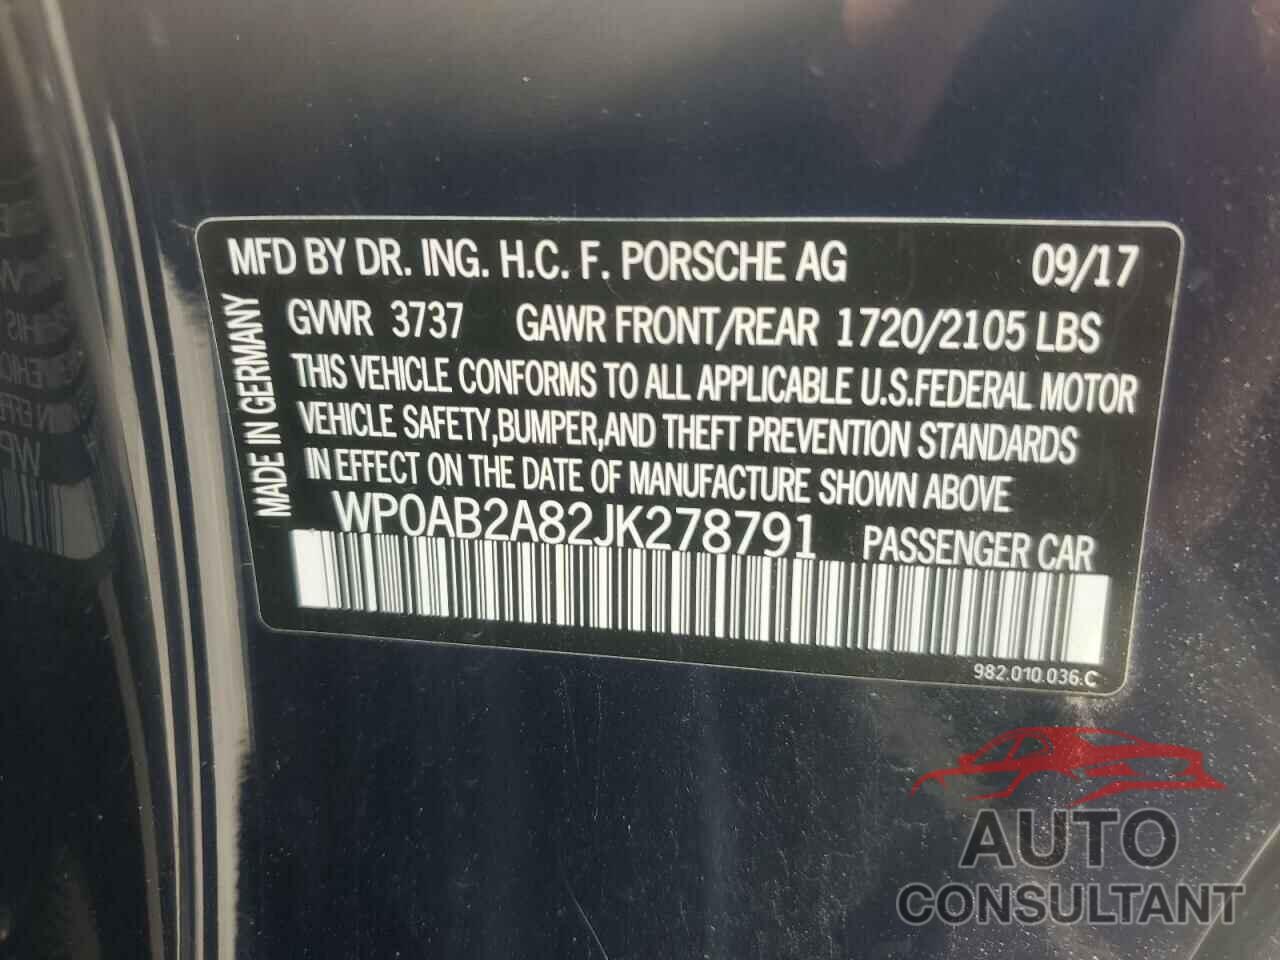 MFD BY DR. ING. H.C. F. PORSCHE AG 09/17
GVWR 3737 GAWR FRONT/REAR 1720/2105 LBS
THIS VEHICLE CONFORMS TO ALL APPLICABLE U.S.FEDERAL MOTOR
VEHICLE SAFETY,BUMPER,AND THEFT PREVENTION STANDARDS
IN EFFECT ON THE DATE OF MANUFACTURE SHOWN ABOVE
MADE IN GERMANY
WP0AB2A82JK278791 PASSENGER CAR
982.010.036.C
AUTO
CONSULTANT